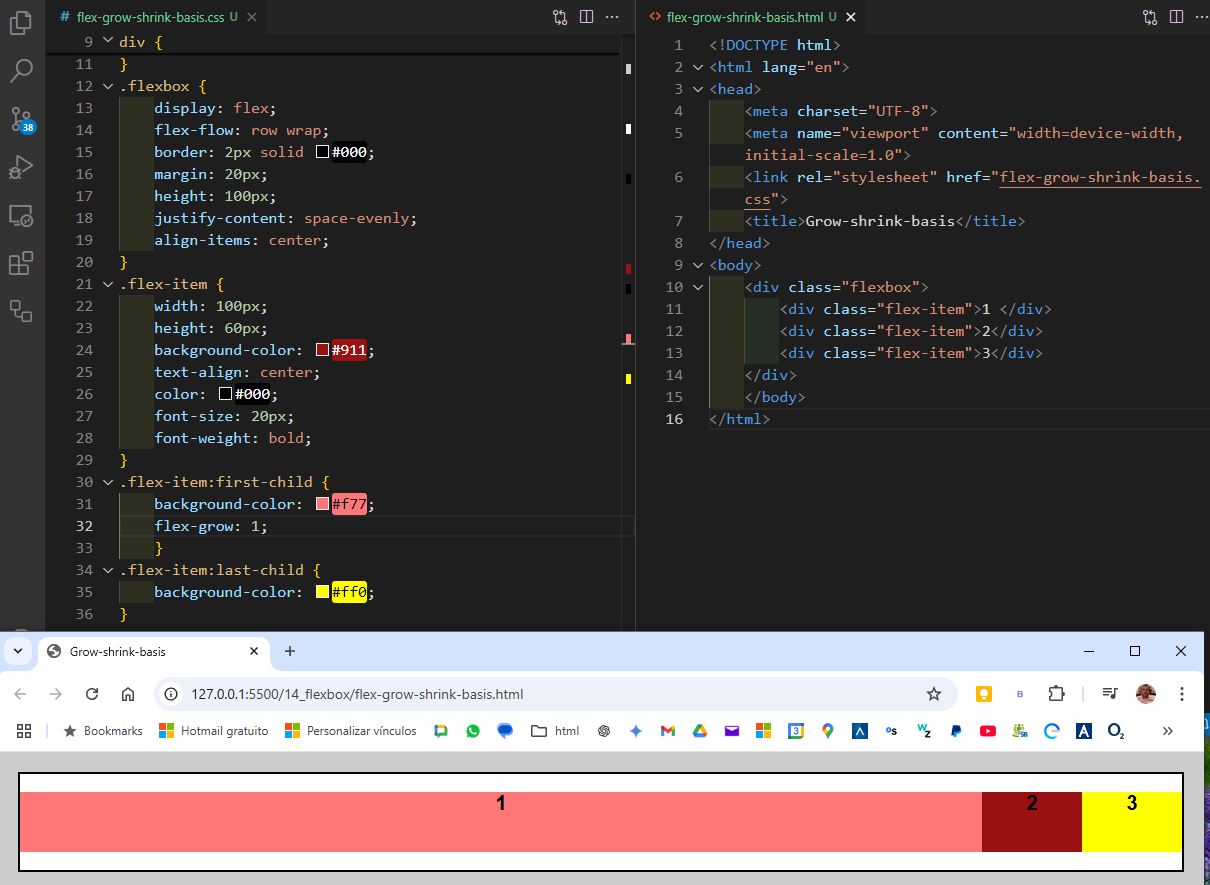 # flex-grow-shrink-basis.css U
9 div {
11 }
12 .flexbox {
13 display: flex;
14 flex-flow: row wrap;
15 border: 2px solid #000;
16 margin: 20px;
17 height: 100px;
18 justify-content: space-evenly;
19 align-items: center;
20 }
21 .flex-item {
22 width: 100px;
23 height: 60px;
24 background-color: #911;
25 text-align: center;
26 color: #000;
27 font-size: 20px;
28 font-weight: bold;
29 }
30 .flex-item:first-child {
31 background-color: #f77;
32 flex-grow: 1;
33 }
34 .flex-item:last-child {
35 background-color: #ff0;
36 }
38
<> flex-grow-shrink-basis.html U
1 <!DOCTYPE html>
2 <html lang="en">
3 <head>
4 <meta charset="UTF-8">
5 <meta name="viewport" content="width=device-width,
initial-scale=1.0">
6 <link rel="stylesheet" href="flex-grow-shrink-basis.
css">
7 <title>Grow-shrink-basis</title>
8 </head>
9 <body>
10 <div class="flexbox">
11 <div class="flex-item">1 </div>
12 <div class="flex-item">2</div>
13 <div class="flex-item">3</div>
14 </div>
15 </body>
16 </html>
Grow-shrink-basis
127.0.0.1:5500/14_flexbox/flex-grow-shrink-basis.html
B
Bookmarks Hotmail gratuito Personalizar vínculos html 3 os Wz SB A O2
1 2 3